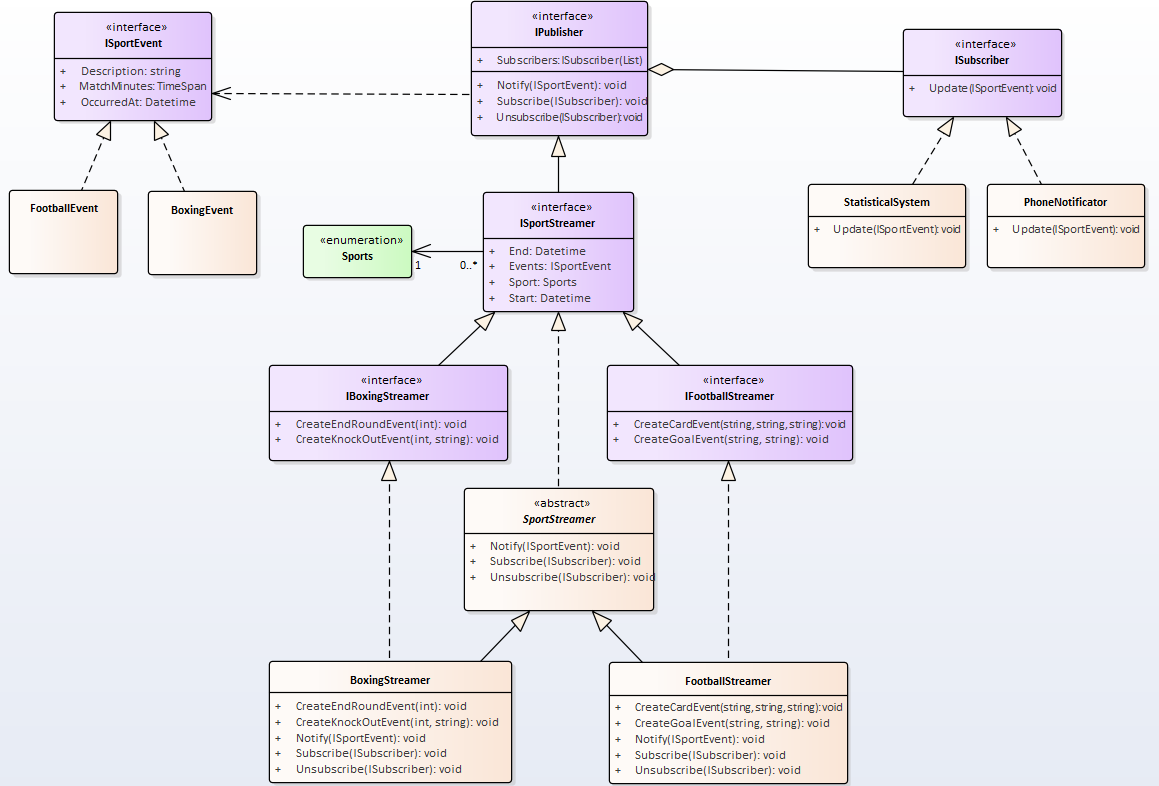 «interface»
ISportEvent
+ Description: string
+ MatchMinutes: TimeSpan
+ OccurredAt: Datetime
«interface»
IPublisher
+ Subscribers: ISubscriber(List)
+ Notify(ISportEvent): void
+ Subscribe(ISubscriber): void
+ Unsubscribe(ISubscriber):void
«interface»
ISubscriber
+ Update(ISportEvent): void
FootballEvent
BoxingEvent
«enumeration»
Sports
1
0..*
«interface»
ISportStreamer
+ End: Datetime
+ Events: ISportEvent
+ Sport: Sports
+ Start: Datetime
StatisticalSystem
+ Update(ISportEvent): void
PhoneNotificator
+ Update(ISportEvent): void
«interface»
IBoxingStreamer
+ CreateEndRoundEvent(int): void
+ CreateKnockOutEvent(int, string): void
«interface»
IFootballStreamer
+ CreateCardEvent(string,string,string):void
+ CreateGoalEvent(string, string): void
«abstract»
SportStreamer
+ Notify(ISportEvent): void
+ Subscribe(ISubscriber): void
+ Unsubscribe(ISubscriber): void
BoxingStreamer
+ CreateEndRoundEvent(int): void
+ CreateKnockOutEvent(int, string): void
+ Notify(ISportEvent): void
+ Subscribe(ISubscriber): void
+ Unsubscribe(ISubscriber): void
FootballStreamer
+ CreateCardEvent(string,string,string):void
+ CreateGoalEvent(string, string): void
+ Notify(ISportEvent): void
+ Subscribe(ISubscriber): void
+ Unsubscribe(ISubscriber): void